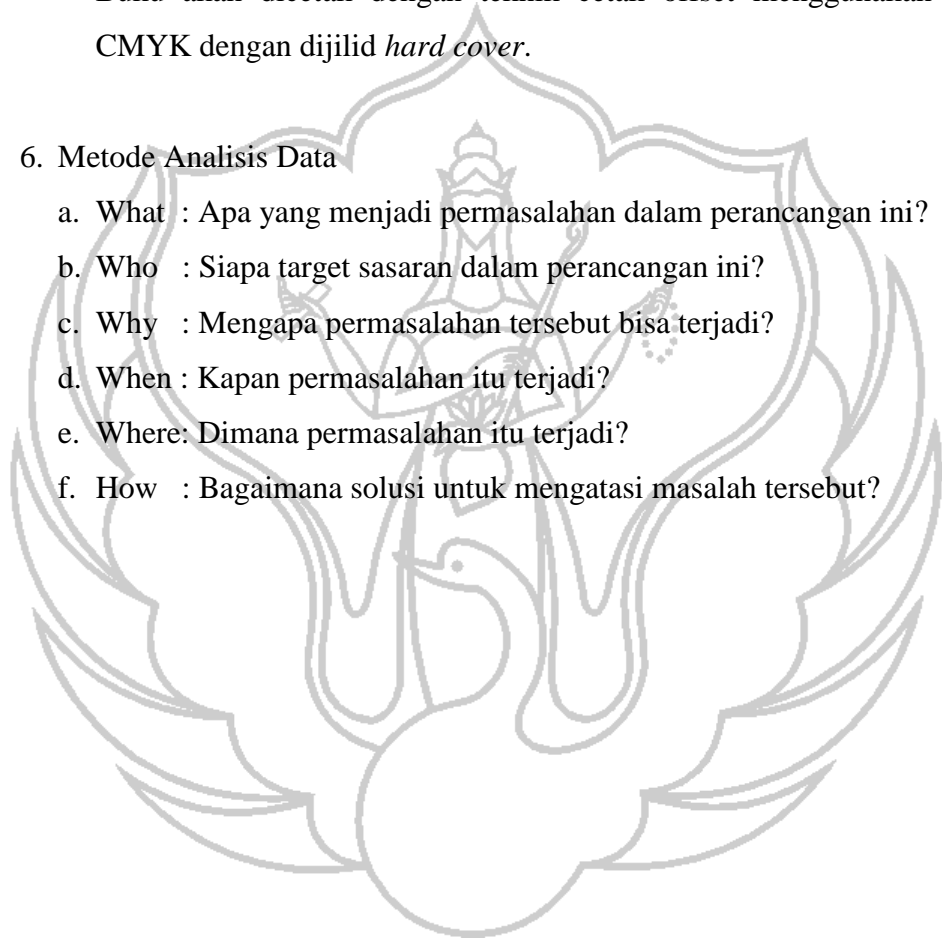 CMYK dengan dijilid hard cover.
6. Metode Analisis Data
a. What : Apa yang menjadi permasalahan dalam perancangan ini?
b. Who : Siapa target sasaran dalam perancangan ini?
c. Why : Mengapa permasalahan tersebut bisa terjadi?
d. When : Kapan permasalahan itu terjadi?
e. Where: Dimana permasalahan itu terjadi?
f. How : Bagaimana solusi untuk mengatasi masalah tersebut?